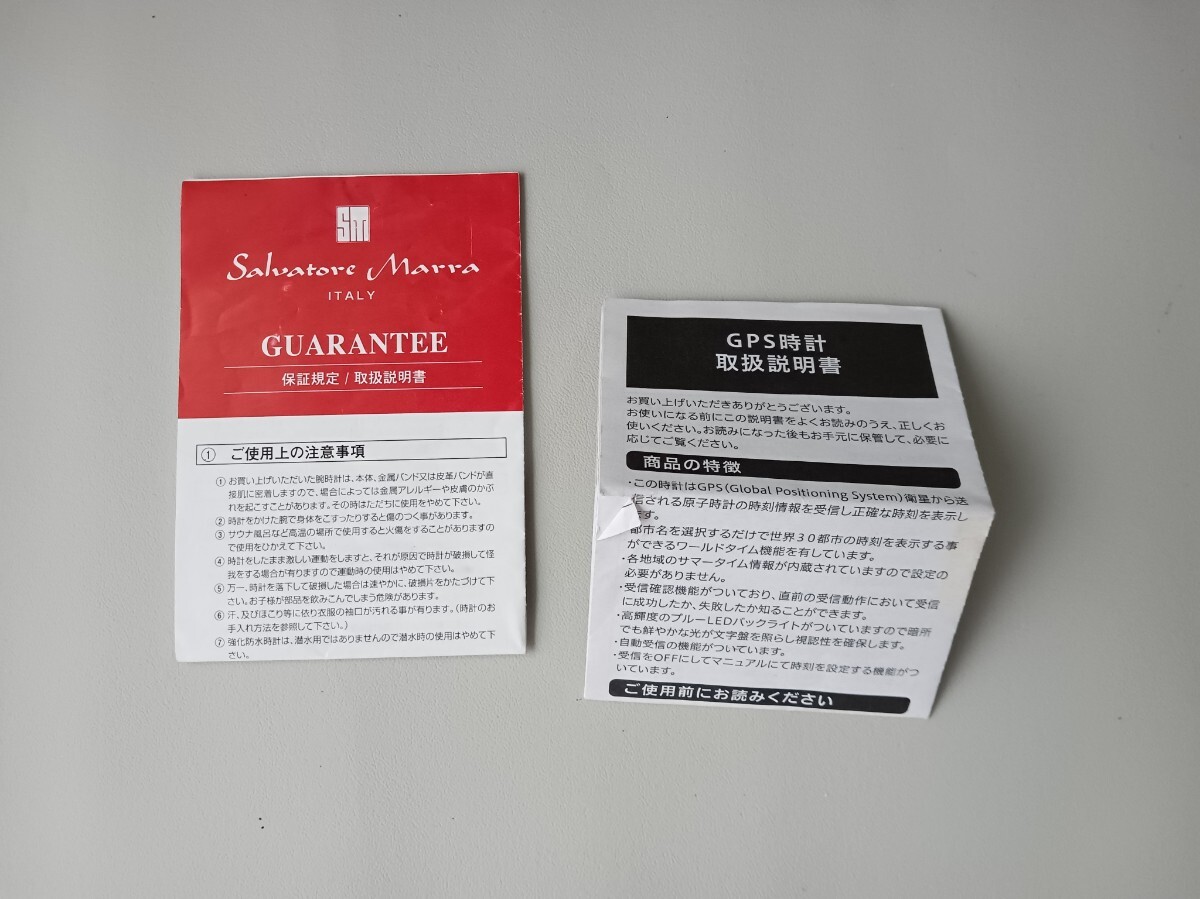 SM
Salvatore Marra
ITALY
GUARANTEE
保証規定 / 取扱説明書
① ご使用上の注意事項
① お買い上げいただいた腕時計は、本体、金属バンド又は皮革バンドが直
接肌に密着しますので、場合によっては金属アレルギーや皮膚のかぶ
れを起こすことがあります。その時はただちに使用をやめて下さい。
② 時計をかけた腕で身体をこすったりすると傷のつく事があります。
③ サウナ風呂など高温の場所で使用すると火傷をすることがありますの
で使用をひかえて下さい。
④ 時計をしたまま激しい運動をしますと、それが原因で時計が破損して怪
我をする場合が有りますので運動時の使用はやめて下さい。
⑤ 万一、時計を落下して破損した場合は速やかに、破損片をかたづけて下
さい。お子様が部品を飲みこんでしまう危険があります。
⑥ 汗、及びほこり等に依り衣服の袖口が汚れる事が有ります。(時計のお
手入れ方法を参照して下さい。)
⑦ 強化防水時計は、潜水用ではありませんので潜水時の使用はやめて下
さい。
GPS時計
取扱説明書
お買い上げいただきありがとうございます。
お使いになる前にこの説明書をよくお読みのうえ、正しくお
使いください。お読みになった後もお手元に保管して、必要に
応じてご覧ください。
商品の特徴
・この時計はGPS(Global Positioning System)衛星から送
信される原子時計の時刻情報を受信し正確な時刻を表示し
ます。
都市名を選択するだけで世界30都市の時刻を表示する事
ができるワールドタイム機能を有しています。
・各地域のサマータイム情報が内蔵されていますので設定の
必要がありません。
・受信確認機能がついており、直前の受信動作において受信
に成功したか、失敗したか知ることができます。
・高輝度のブルーLEDバックライトがついていますので暗所
でも鮮やかな光が文字盤を照らし視認性を確保します。
・自動受信の機能がついています。
・受信をOFFにしてマニュアルにて時刻を設定する機能がつ
いています。
ご使用前にお読みください